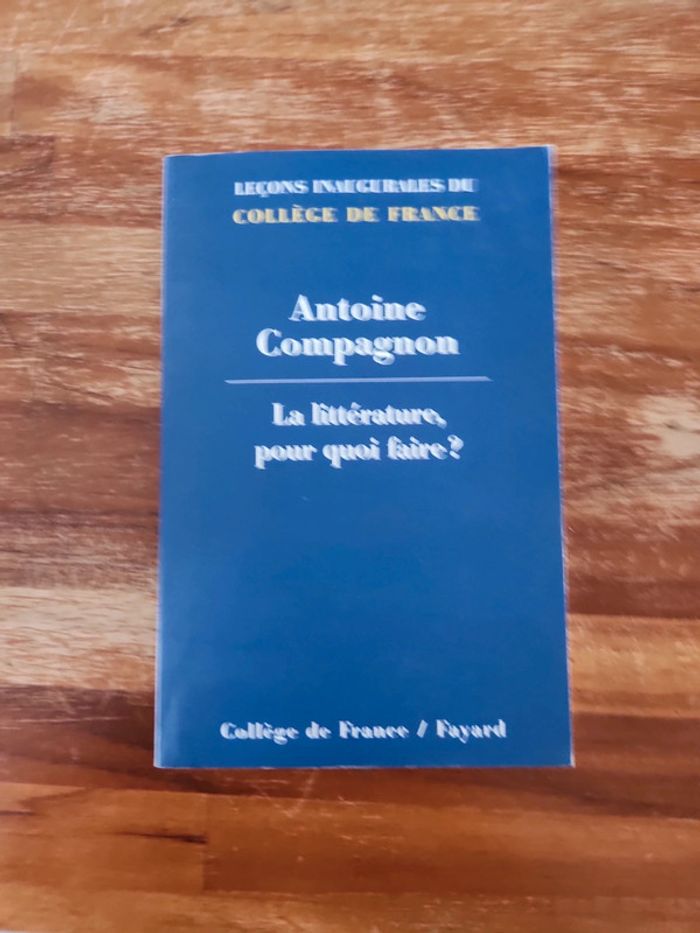 LEÇONS INAUGURALES DU
COLLÈGE DE FRANCE
Antoine
Compagnon
La littérature,
pour quoi faire ?
Collège de France / Fayard